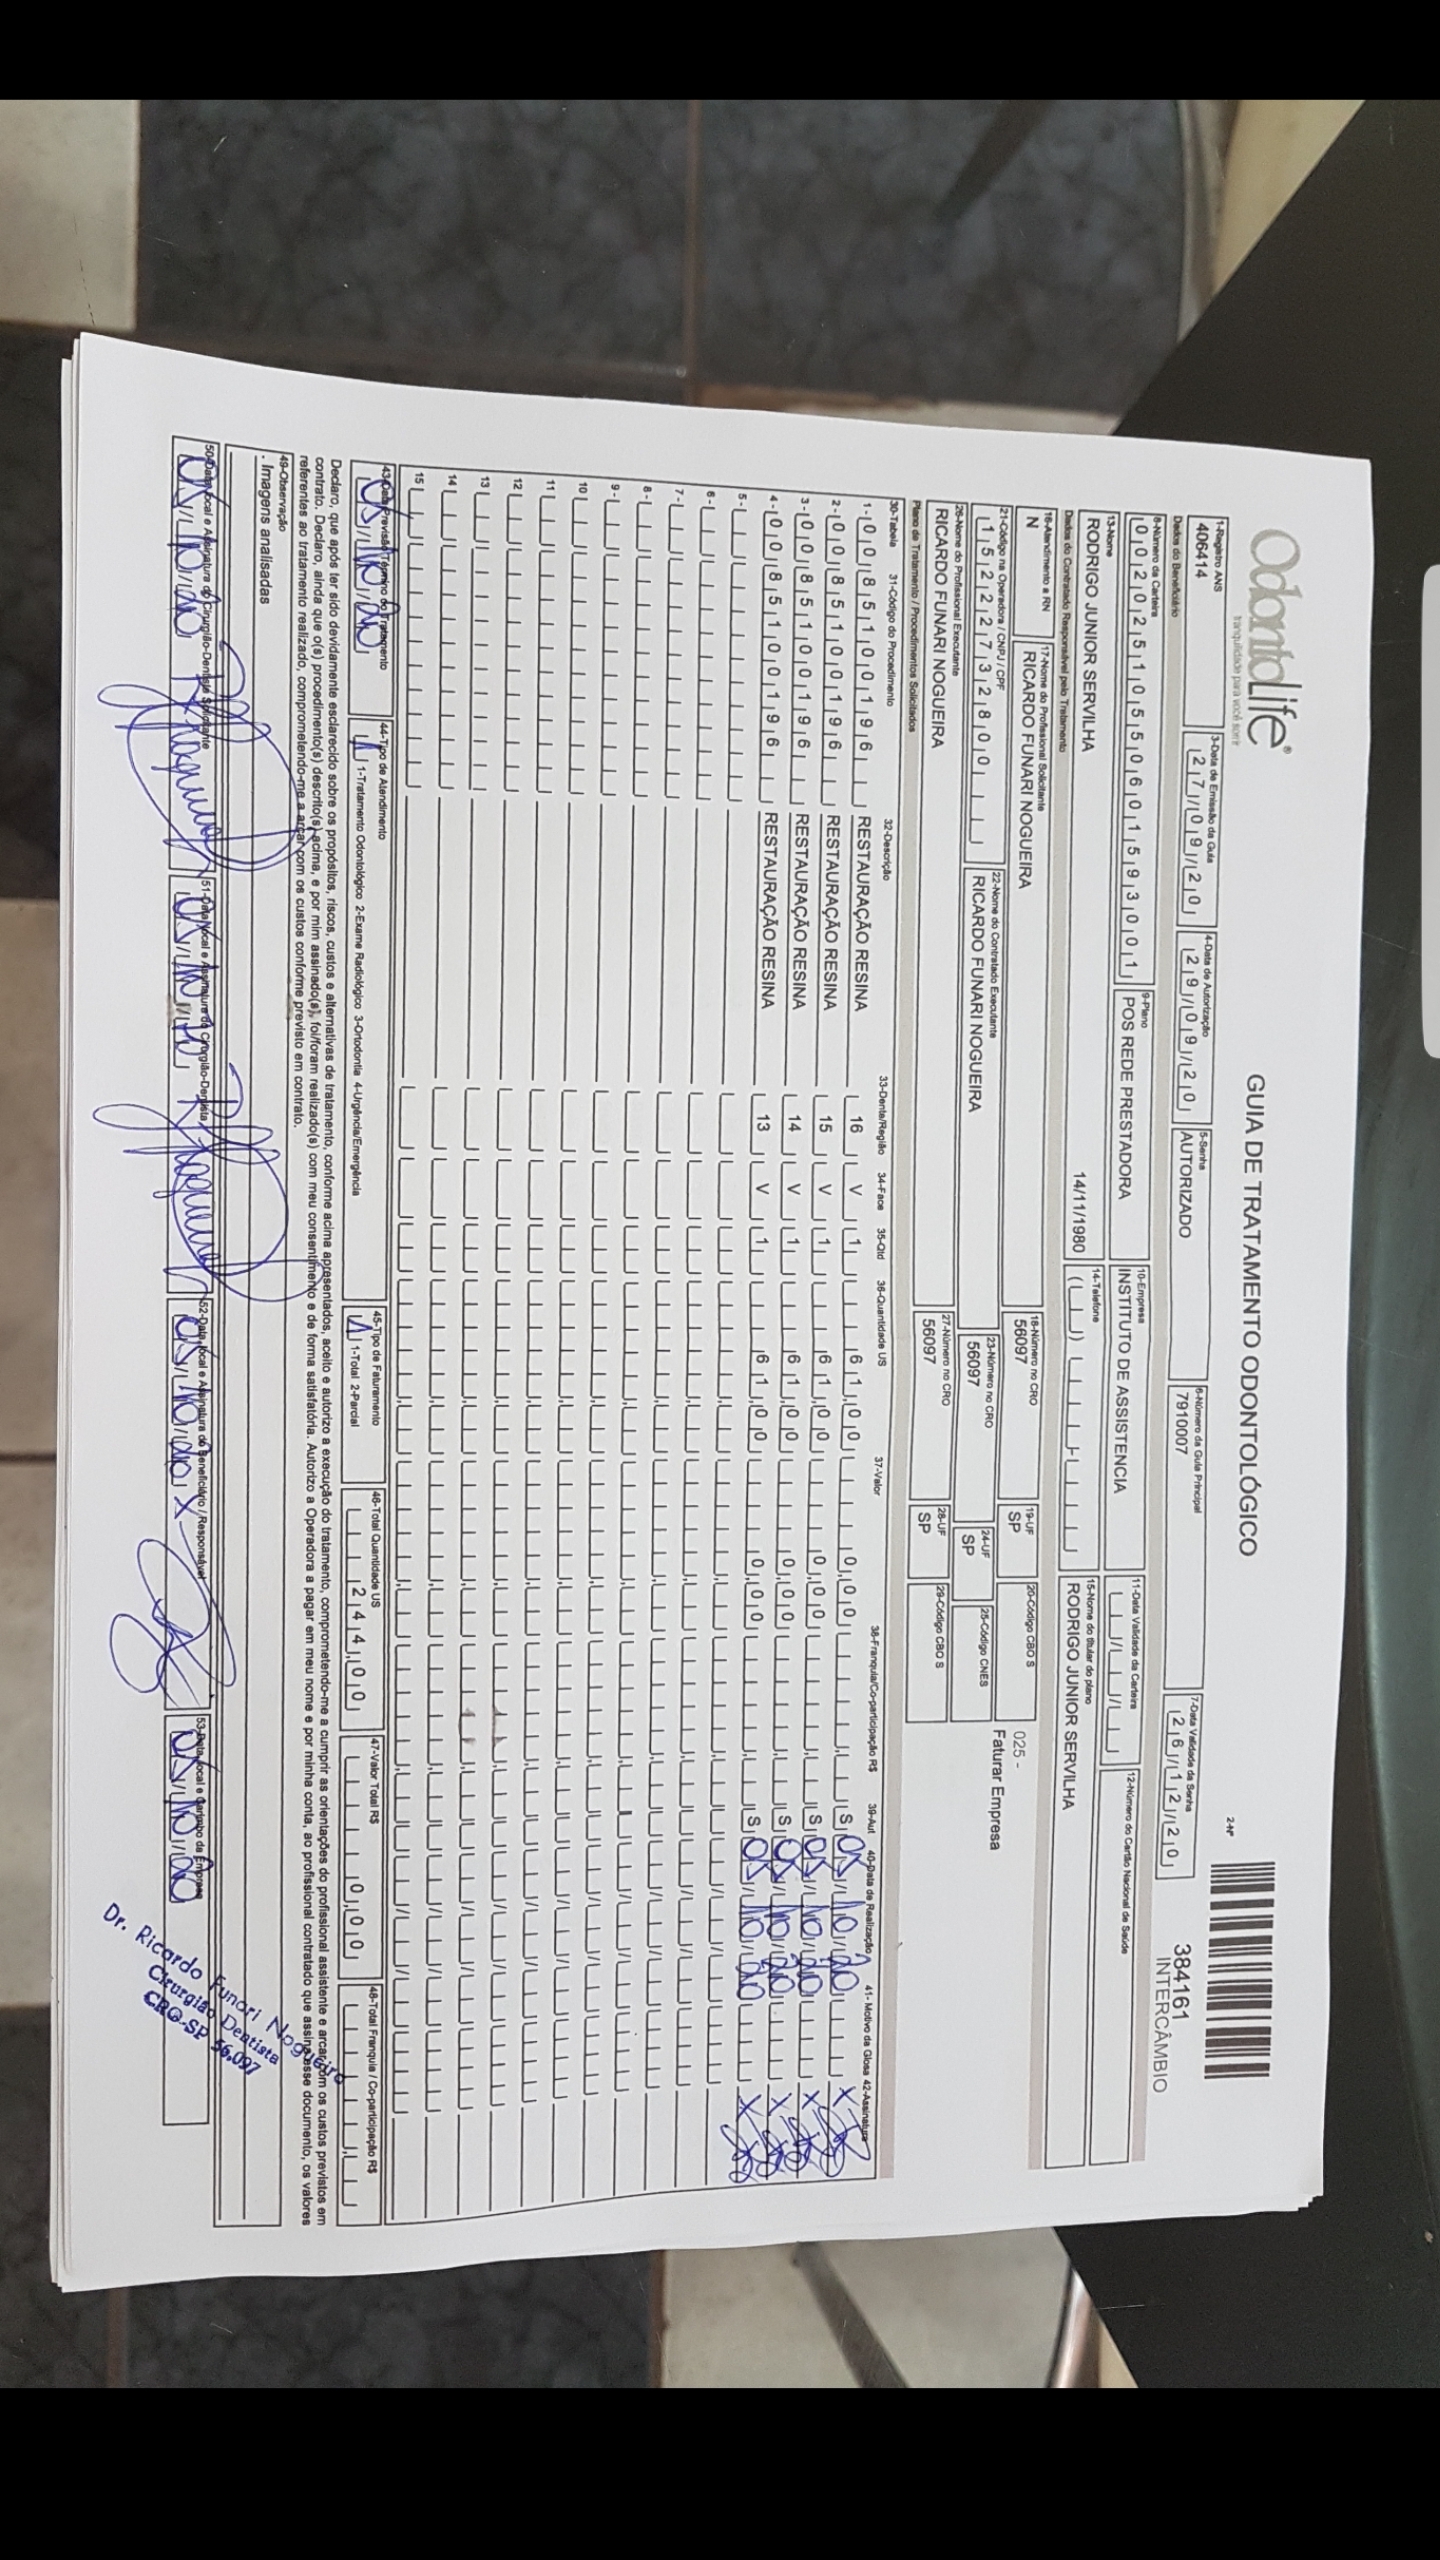 OdontoLife®
tranquilidade para você sorrir
GUIA DE TRATAMENTO ODONTOLÓGICO
2-Nº
384161
INTERCÂMBIO
1-Registro ANS
406414
3-Data de Emissão da Guia
27/09/20
4-Data de Autorização
29/09/20
5-Senha
AUTORIZADO
6-Número da Guia Principal
7910007
7-Data Validade da Senha
26/12/20
Dados do Beneficiário
8-Número da Carteira
00202510550601593001
9-Plano
POS REDE PRESTADORA
10-Empresa
INSTITUTO DE ASSISTENCIA
11-Data Validade da Carteira
12-Número do Cartão Nacional de Saúde
13-Nome
RODRIGO JUNIOR SERVILHA
14/11/1980
14-Telefone
15-Nome do titular do plano
RODRIGO JUNIOR SERVILHA
Dados do Contratado Responsável pelo Tratamento
16-Atendimento a RN
N
17-Nome do Profissional Solicitante
RICARDO FUNARI NOGUEIRA
18-Número no CRO
56097
19-UF
SP
20-Código CBO S
025 -
Faturar Empresa
21-Código na Operadora / CNPJ / CPF
1522732800
22-Nome do Contratado Executante
RICARDO FUNARI NOGUEIRA
23-Número no CRO
56097
24-UF
SP
25-Código CNES
26-Nome do Profissional Executante
RICARDO FUNARI NOGUEIRA
27-Número no CRO
56097
28-UF
SP
29-Código CBO S
Plano de Tratamento / Procedimentos Solicitados
30-Tabela 31-Código do Procedimento 32-Descrição 33-Dente/Região 34-Face 35-Qtd 36-Quantidade US 37-Valor 38-Franquia/Co-participação R$ 39-Aut 40-Data de Realização 41- Motivo da Glosa 42-Assinatura
1- 00 85100196 RESTAURAÇÃO RESINA 16 V 1 61,00 0,00 S 05/10/20 X
2- 00 85100196 RESTAURAÇÃO RESINA 15 V 1 61,00 0,00 S 05/10/20 X
3- 00 85100196 RESTAURAÇÃO RESINA 14 V 1 61,00 0,00 S 05/10/20 X
4- 00 85100196 RESTAURAÇÃO RESINA 13 V 1 61,00 0,00 S 05/10/20 X
5-
6-
7-
8-
9-
10
11
12
13
14
15
43-Data Previsão Término do Tratamento
05/10/20
44-Tipo de Atendimento
1 1-Tratamento Odontológico 2-Exame Radiológico 3-Ortodontia 4-Urgência/Emergência
45-Tipo de Faturamento
1 1-Total 2-Parcial
46-Total Quantidade US
244,00
47-Valor Total R$
0,00
48-Total Franquia / Co-participação R$
Declaro, que após ter sido devidamente esclarecido sobre os propósitos, riscos, custos e alternativas de tratamento, conforme acima apresentados, aceito e autorizo a execução do tratamento, comprometendo-me a cumprir as orientações do profissional assistente e arcar com os custos previstos em
contrato. Declaro, ainda que o(s) procedimento(s) descrito(s) acima, e por mim assinado(s), foi/foram realizado(s) com meu consentimento e de forma satisfatória. Autorizo a Operadora a pagar em meu nome e por minha conta, ao profissional contratado que assina esse documento, os valores
referentes ao tratamento realizado, comprometendo-me a arcar com os custos conforme previsto em contrato.
49-Observação
. Imagens analisadas
50-Data, local e Assinatura do Cirurgião-Dentista Solicitante
05/10/20
51-Data, local e Assinatura do Cirurgião-Dentista
05/10/20
52-Data, local e Assinatura do Beneficiário / Responsável
05/10/20 X
53-Data, local e Carimbo da Empresa
05/10/20
Dr. Ricardo Funari Nogueira
Cirurgião Dentista
CRO-SP 56.097